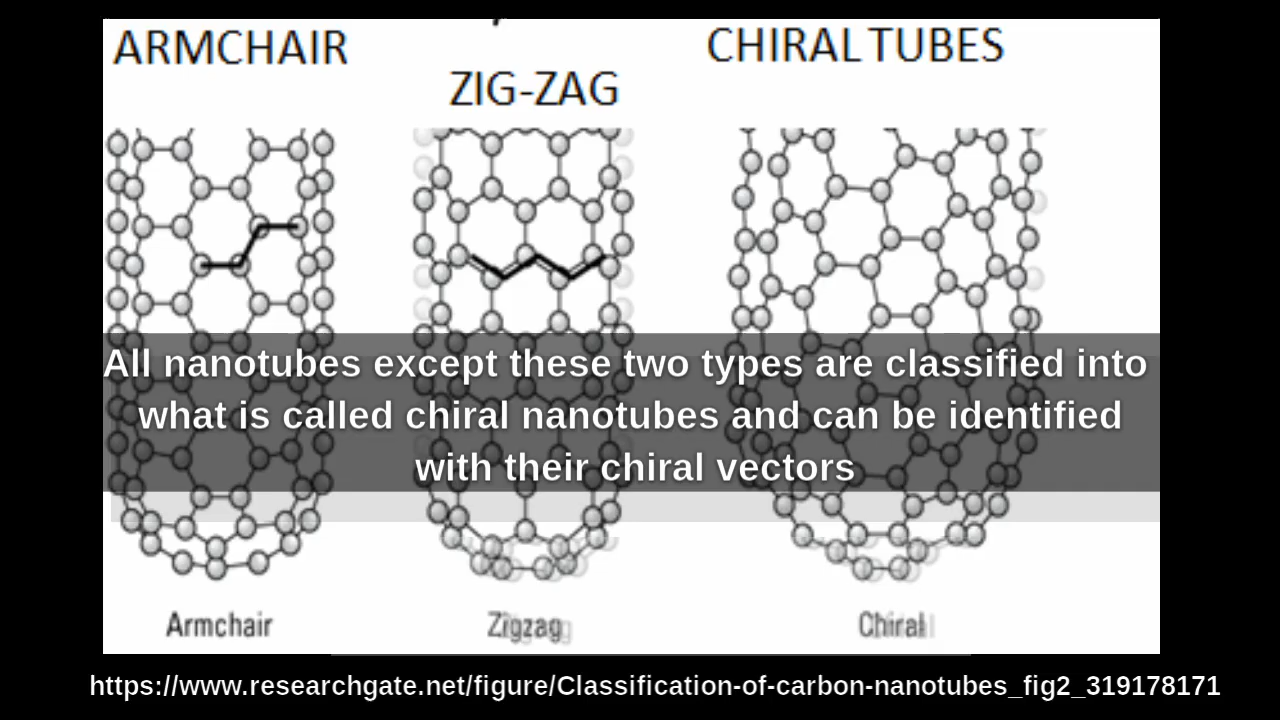 ARMCHAIR
ZIG-ZAG
CHIRAL TUBES
All nanotubes except these two types are classified into
what is called chiral nanotubes and can be identified
with their chiral vectors
Armchair
Zigzag
Chiral
https://www.researchgate.net/figure/Classification-of-carbon-nanotubes_fig2_319178171